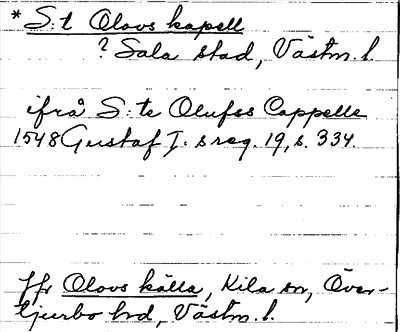 * S:t Olovs kapell
? Sala stad, Västm. l.
ifrå S:te Olufss Cappelle
1548 Gustaf I:s reg. 19, s. 334.
Jfr Olovs källa, Kila sn, Över-
tjurbo hd, Västm. l.